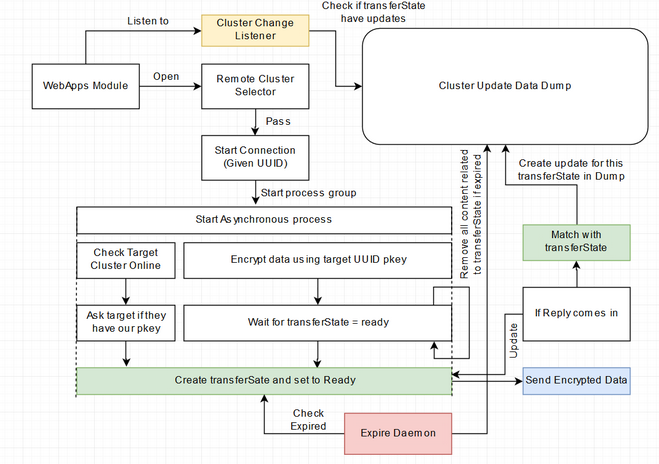 Check if transferState
have updates
Listen to
Cluster Change
Listener
WebApps Module
Open
Remote Cluster
Selector
Cluster Update Data Dump
Pass
Start Connection
(Given UUID)
Start process group
Remove all content related
to transferState if expired
Create update for this
transferState in Dump
Start Asynchronous process
Check Target
Cluster Online
Encrypt data using target UUID pkey
Match with
transferState
Ask target if they
have our pkey
Wait for transferState = ready
If Reply comes in
Update
Create transferSate and set to Ready
Send Encrypted Data
Check
Expired
Expire Daemon